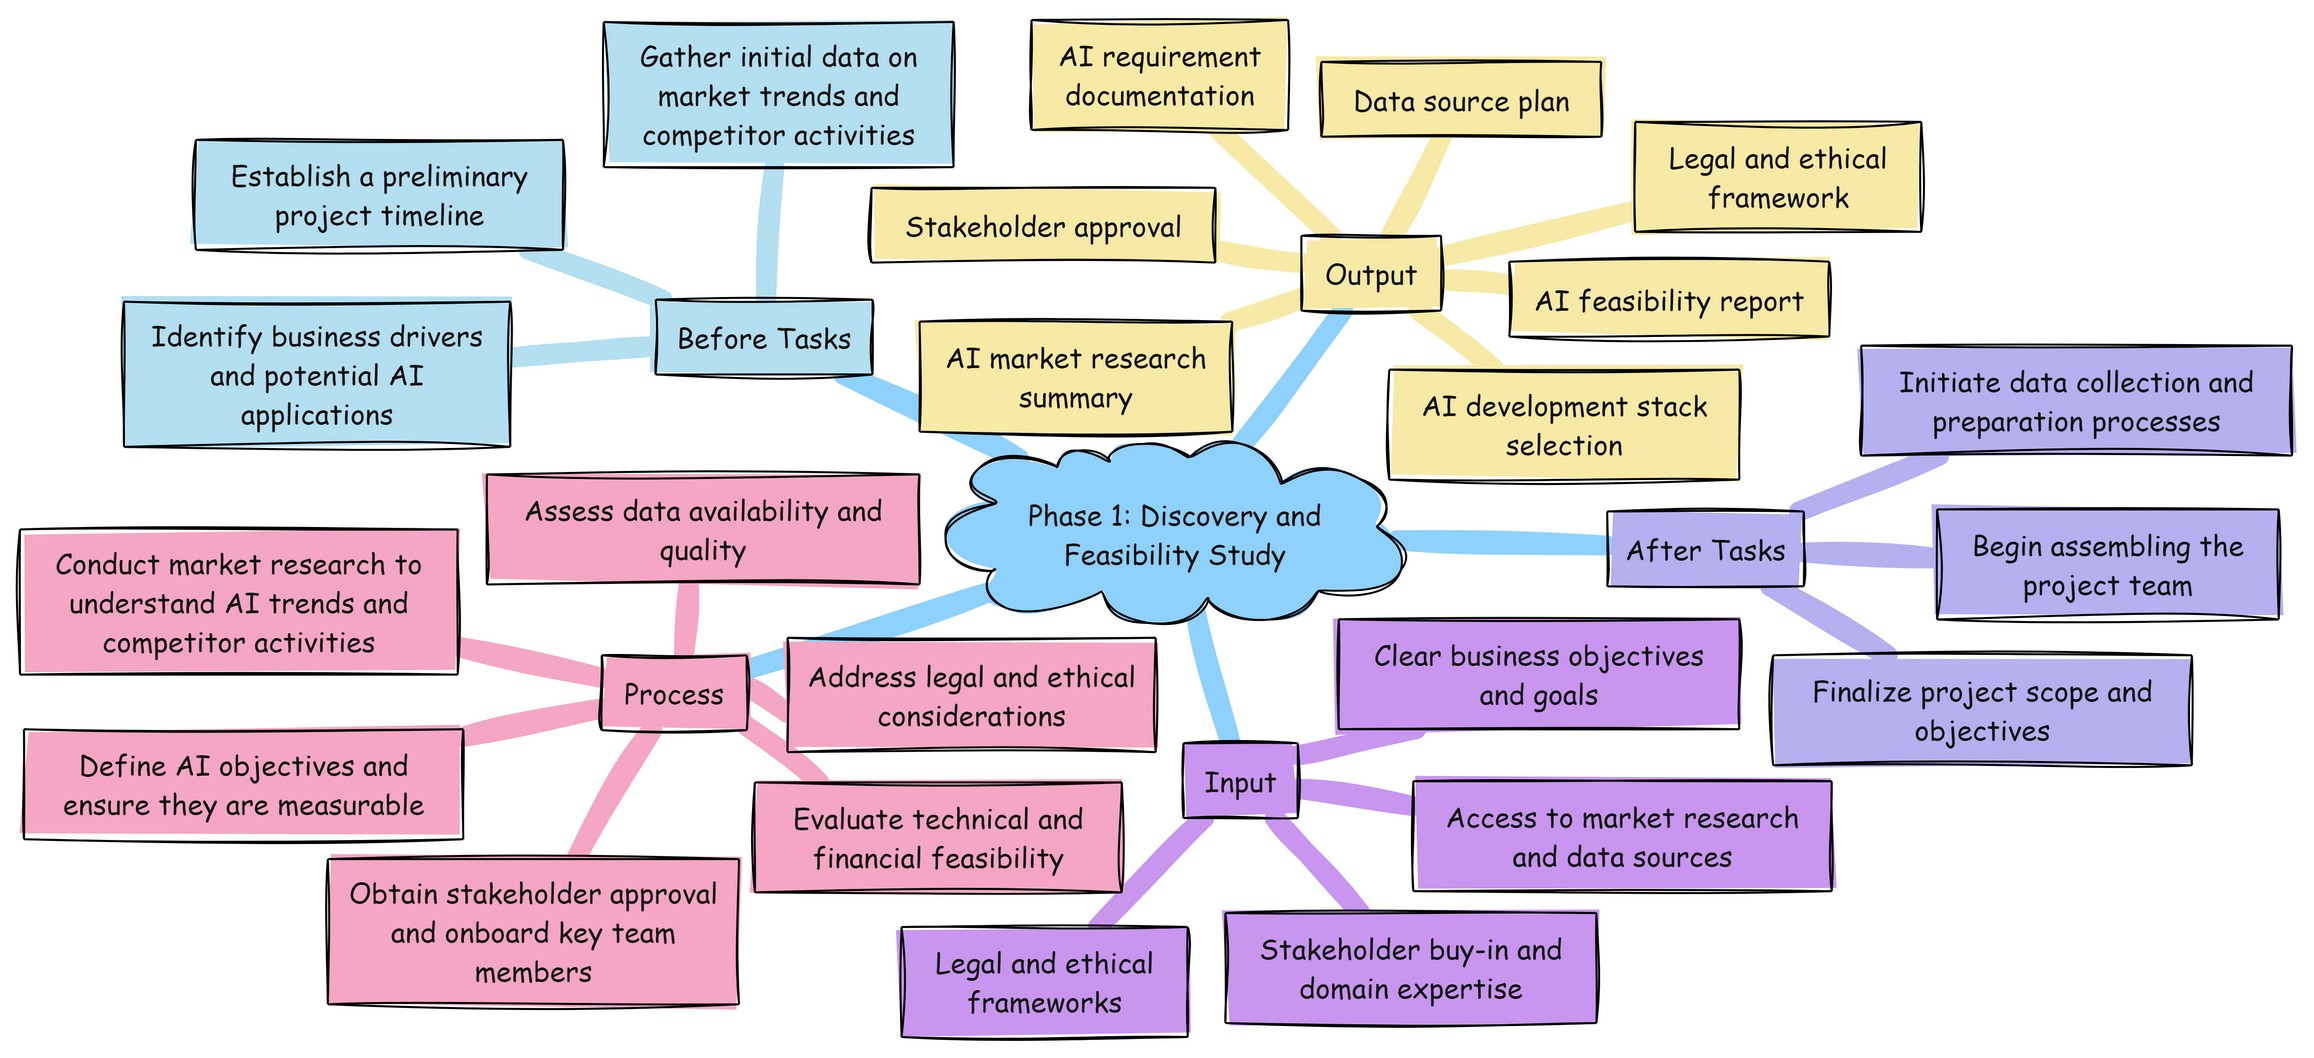 Gather initial data on
market trends and
competitor activities
Establish a preliminary
project timeline
Identify business drivers
and potential AI
applications
Before Tasks
AI requirement
documentation
Data source plan
Legal and ethical
framework
Stakeholder approval
Output
AI feasibility report
AI market research
summary
AI development stack
selection
Phase 1: Discovery and
Feasibility Study
Initiate data collection and
preparation processes
After Tasks
Begin assembling the
project team
Finalize project scope and
objectives
Assess data availability and
quality
Conduct market research to
understand AI trends and
competitor activities
Process
Address legal and ethical
considerations
Define AI objectives and
ensure they are measurable
Evaluate technical and
financial feasibility
Obtain stakeholder approval
and onboard key team
members
Clear business objectives
and goals
Input
Access to market research
and data sources
Legal and ethical
frameworks
Stakeholder buy-in and
domain expertise